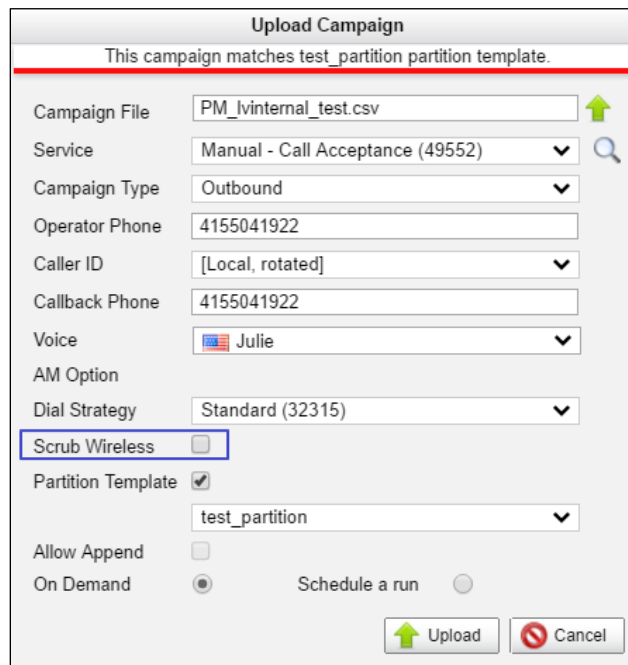 Upload Campaign
This campaign matches test_partition partition template.
Campaign File PM_lvinternal_test.csv
Service Manual - Call Acceptance (49552)
Campaign Type Outbound
Operator Phone 4155041922
Caller ID [Local, rotated]
Callback Phone 4155041922
Voice Julie
AM Option
Dial Strategy Standard (32315)
Scrub Wireless
Partition Template
test_partition
Allow Append
On Demand Schedule a run
Upload Cancel